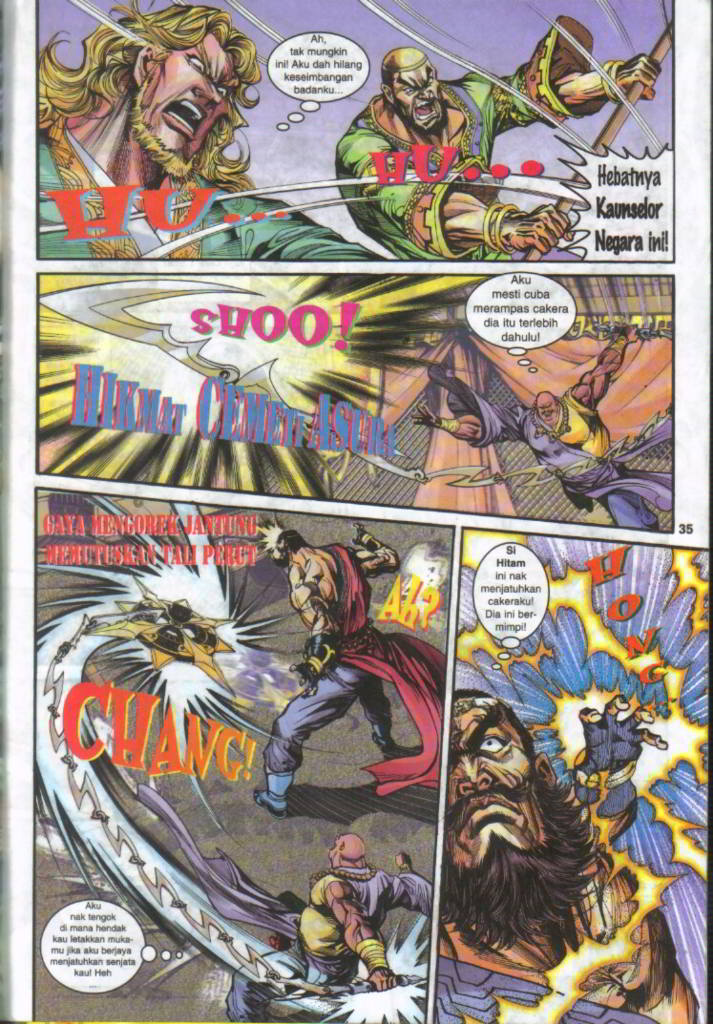 Ah,
tak mungkin
ini! Aku dah hilang
keseimbangan
badanku...
HU...
HU...
Hebatnya
Kaunselor
Negara ini!
SHOO!
HIKMAT CEMETI ASURA
Aku
mesti cuba
merampas cakera
dia itu terlebih
dahulu!
35
GAYA MENGOREK JANTUNG
MEMUTUSKAN TALI PERUT
Ah?
CHANG!
Aku
nak tengok
di mana hendak
kau letakkan muka-
mu jika aku berjaya
menjatuhkan senjata
kau! Heh
....
Si
Hitam
ini nak
menjatuhkan
cakeraku!
Dia ini ber-
mimpi!
HONG